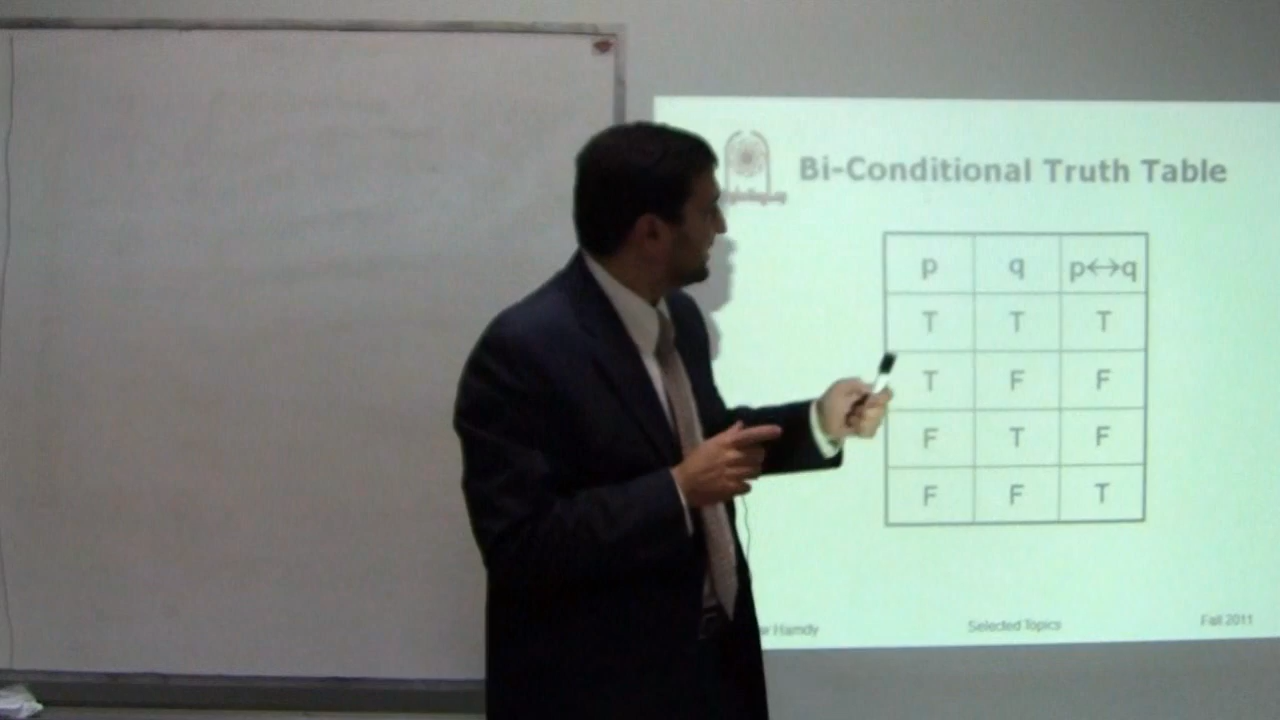 Bi-Conditional Truth Table
p q p↔q
T T T
T F F
F T F
F F T
Hamdy Selected Topics Fall 2011